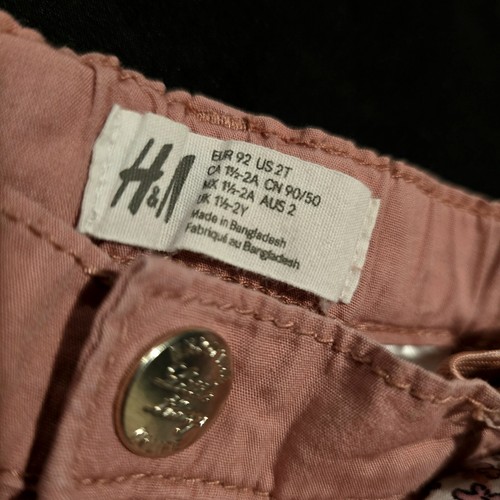 H&M
EUR 92 US 2T
CA 1½-2A CN 90/50
MX 1½-2A AUS 2
UK 1½-2Y
Made in Bangladesh
Fabriqué au Bangladesh